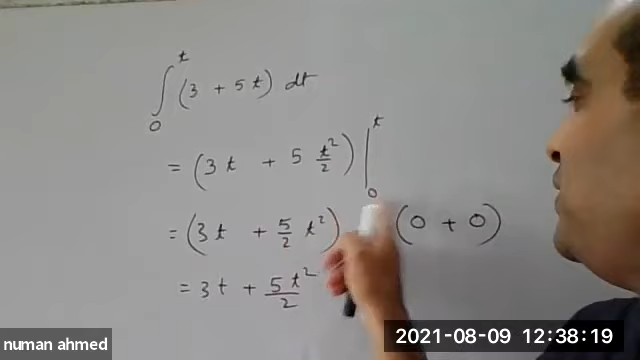 ∫₀ᵗ (3 + 5t) dt
= (3t + 5 t²/2) |₀ᵗ
= (3t + 5/2 t²) (0 + 0)
= 3t + 5t²/2
numan ahmed
2021-08-09 12:38:19